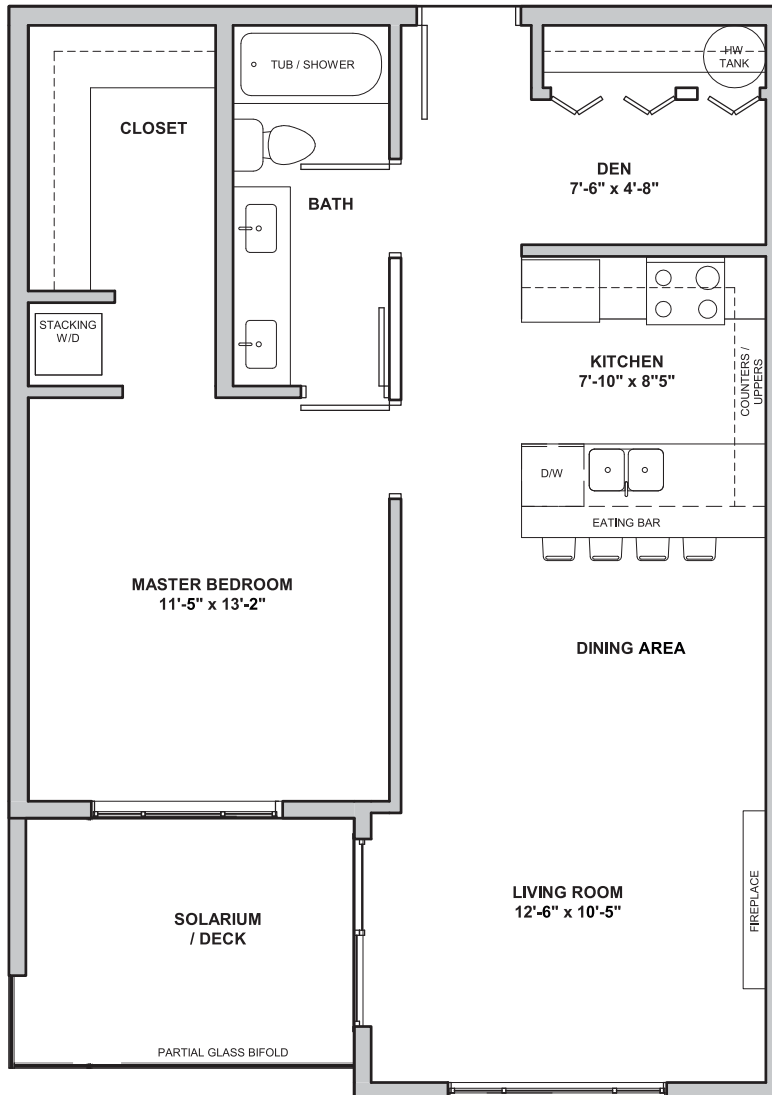 TUB / SHOWER
HW
TANK
CLOSET
DEN
7'-6" x 4'-8"
BATH
STACKING
W/D
KITCHEN
7'-10" x 8"5"
COUNTERS /
UPPERS
D/W
EATING BAR
MASTER BEDROOM
11'-5" x 13'-2"
DINING AREA
LIVING ROOM
12'-6" x 10'-5"
FIREPLACE
SOLARIUM
/ DECK
PARTIAL GLASS BIFOLD